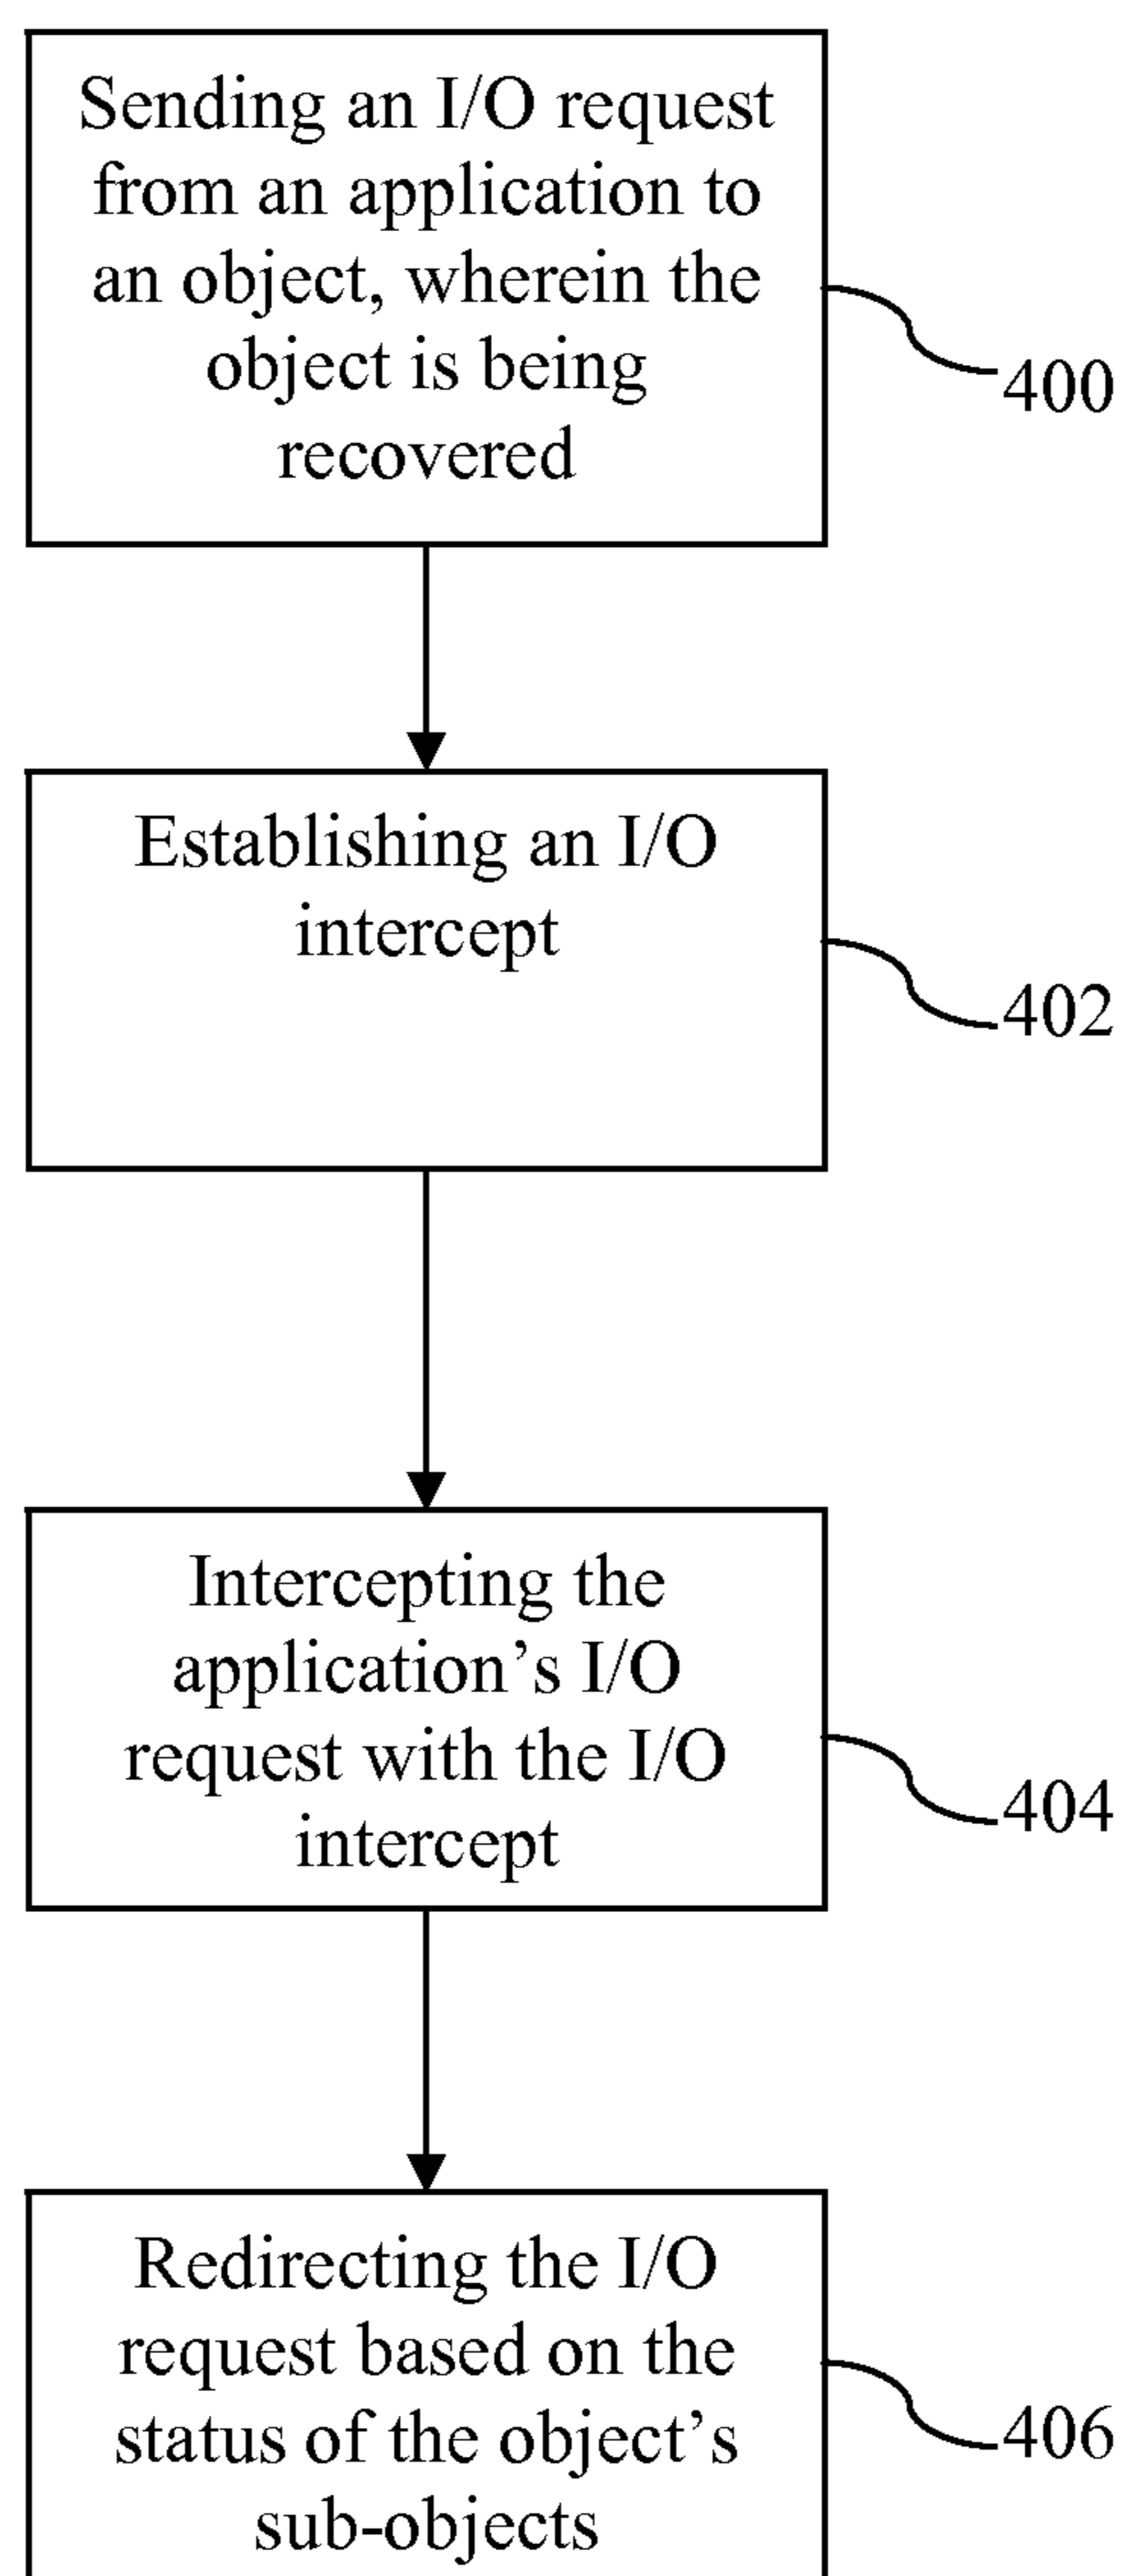 Sending an I/O request
from an application to
an object, wherein the
object is being
recovered
400
Establishing an I/O
intercept
402
Intercepting the
application’s I/O
request with the I/O
intercept
404
Redirecting the I/O
request based on the
status of the object’s
sub-objects
406